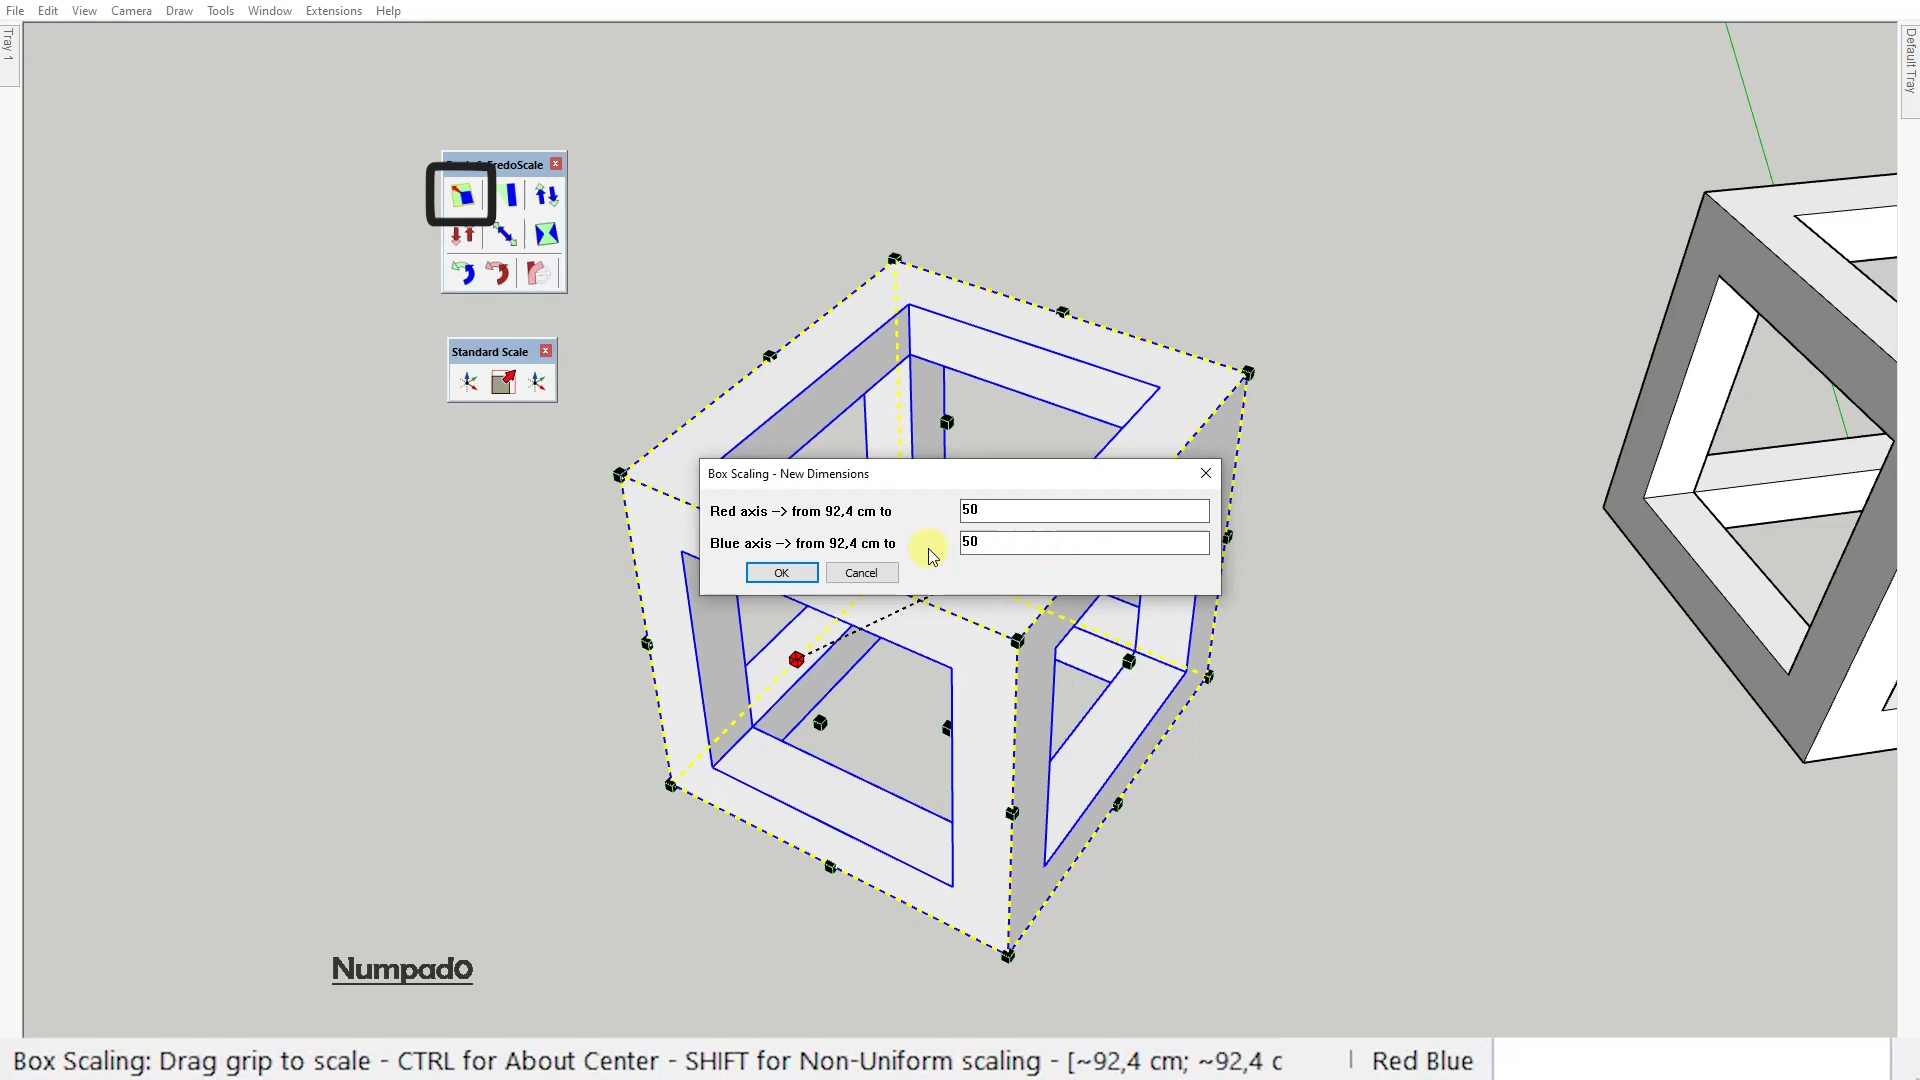 File Edit View Camera Draw Tools Window Extensions Help
Tray 1
Default Tray
FredoScale
Standard Scale
Box Scaling - New Dimensions
Red axis --> from 92,4 cm to 50
Blue axis --> from 92,4 cm to 50
OK Cancel
Numpado
Box Scaling: Drag grip to scale - CTRL for About Center - SHIFT for Non-Uniform scaling - [~92,4 cm; ~92,4 c
Red Blue